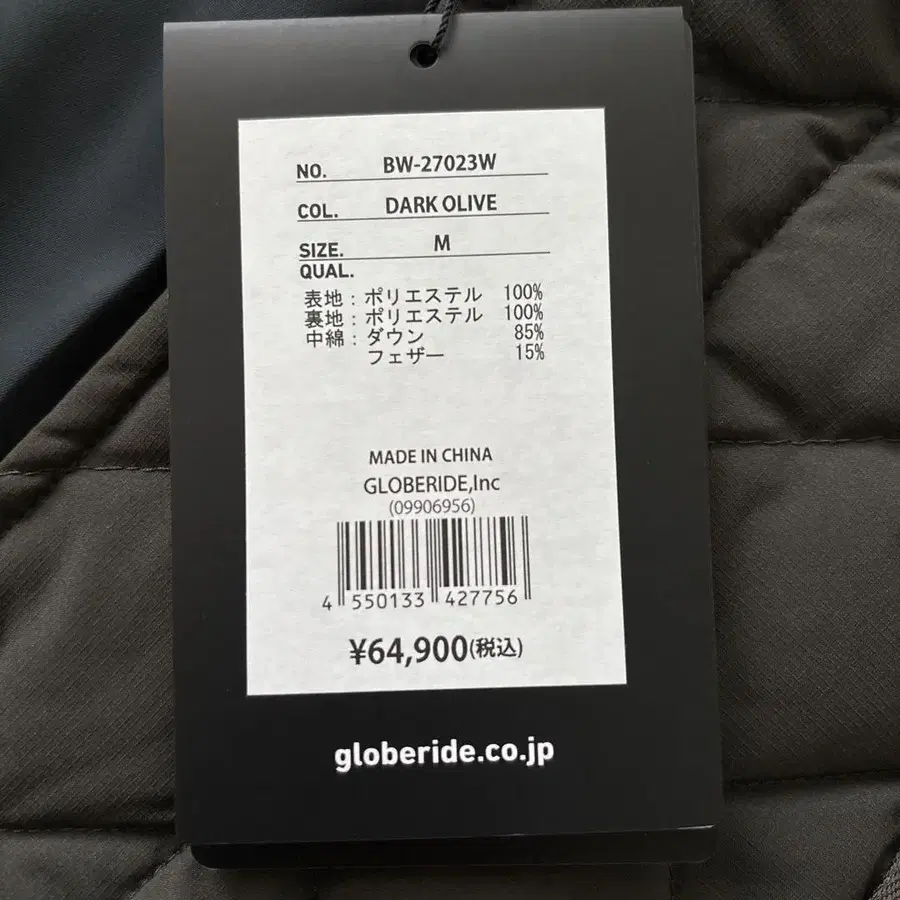 NO. BW-27023W
COL. DARK OLIVE
SIZE. M
QUAL.
表地：ポリエステル 100%
裏地：ポリエステル 100%
中綿：ダウン 85%
フェザー 15%
MADE IN CHINA
GLOBERIDE,Inc
(09906956)
4 550133 427756
¥64,900(税込)
globeride.co.jp